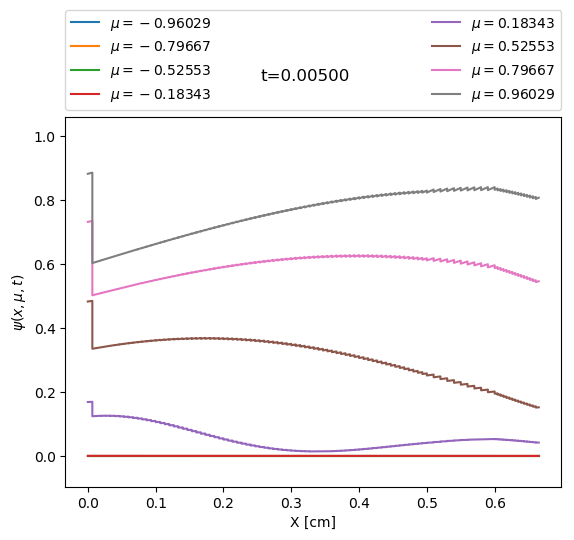 μ = − 0.96029
μ = − 0.79667
μ = − 0.52553
μ = − 0.18343
μ = 0.18343
μ = 0.52553
μ = 0.79667
μ = 0.96029
t=0.00500
1.0
0.8
0.6
0.4
0.2
0.0
ψ(x, μ, t)
0.0 0.1 0.2 0.3 0.4 0.5 0.6
X [cm]